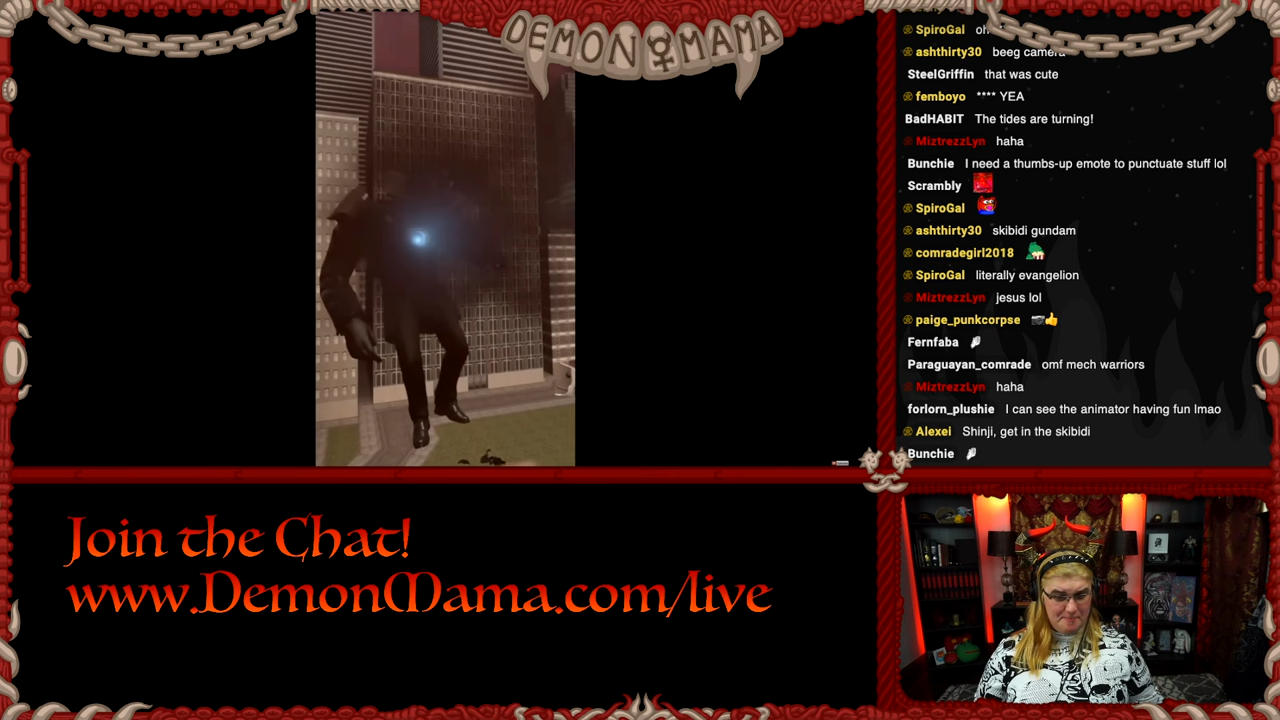 DEMON MAMA
SpiroGal oh
ashthirty30 beeg camera
SteelGriffin that was cute
femboyo **** YEA
BadHABIT The tides are turning!
MiztrezzLyn haha
Bunchie I need a thumbs-up emote to punctuate stuff lol
Scrambly
SpiroGal
ashthirty30 skibidi gundam
comradegirl2018
SpiroGal literally evangelion
MiztrezzLyn jesus lol
paige_punkcorpse
Fernfaba
Paraguayan_comrade omf mech warriors
MiztrezzLyn haha
forlorn_plushie I can see the animator having fun lmao
Alexei Shinji, get in the skibidi
Bunchie
Join the Chat!
www.DemonMama.com/live